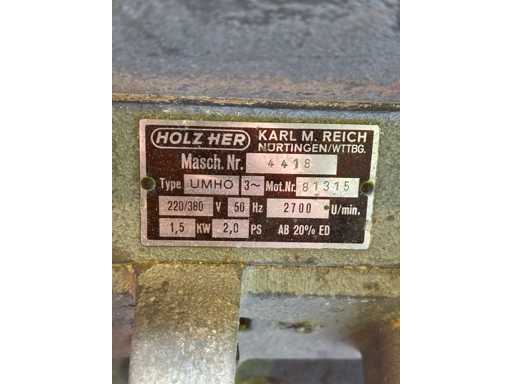 HOLZ-HER KARL M. REICH
NÜRTINGEN/WTTBG.
Masch. Nr. 4418
Type UMHO 3~ Mot.Nr. 81315
220/380 V 50 Hz 2700 U/min.
1,5 KW 2,0 PS AB 20% ED